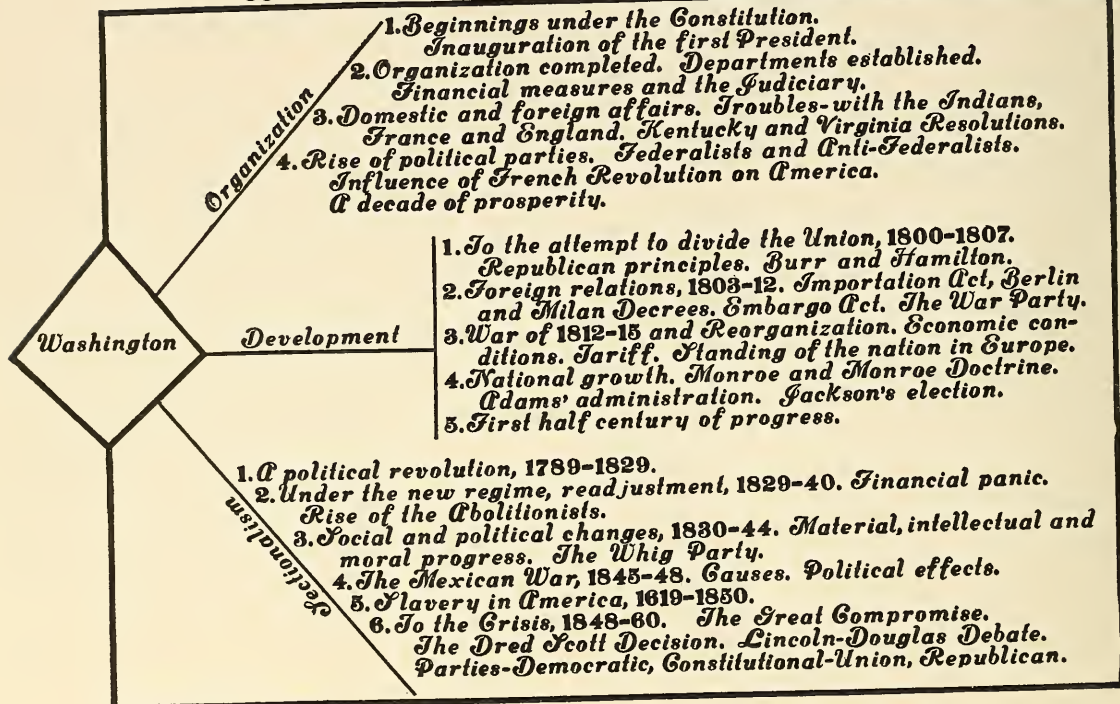 1. Beginnings under the Constitution.
Inauguration of the first President.
2. Organization completed. Departments established.
Financial measures and the Judiciary.
3. Domestic and foreign affairs. Troubles-with the Indians,
France and England. Kentucky and Virginia Resolutions.
4. Rise of political parties. Federalists and Anti-Federalists.
Influence of French Revolution on America.
A decade of prosperity.
Organization
1. To the attempt to divide the Union, 1800-1807.
Republican principles. Burr and Hamilton.
2. Foreign relations, 1803-12. Importation Act, Berlin
and Milan Decrees. Embargo Act. The War Party.
3. War of 1812-15 and Reorganization. Economic con-
ditions. Tariff. Standing of the nation in Europe.
4. National growth. Monroe and Monroe Doctrine.
Adams' administration. Jackson's election.
5. First half century of progress.
Washington
Development
1. A political revolution, 1789-1829.
2. Under the new regime, readjustment, 1829-40. Financial panic.
Rise of the Abolitionists.
3. Social and political changes, 1830-44. Material, intellectual and
moral progress. The Whig Party.
4. The Mexican War, 1845-48. Causes. Political effects.
5. Slavery in America, 1619-1850.
6. To the Crisis, 1848-60. The Great Compromise.
The Dred Scott Decision. Lincoln-Douglas Debate.
Parties-Democratic, Constitutional-Union, Republican.
Sectionalism